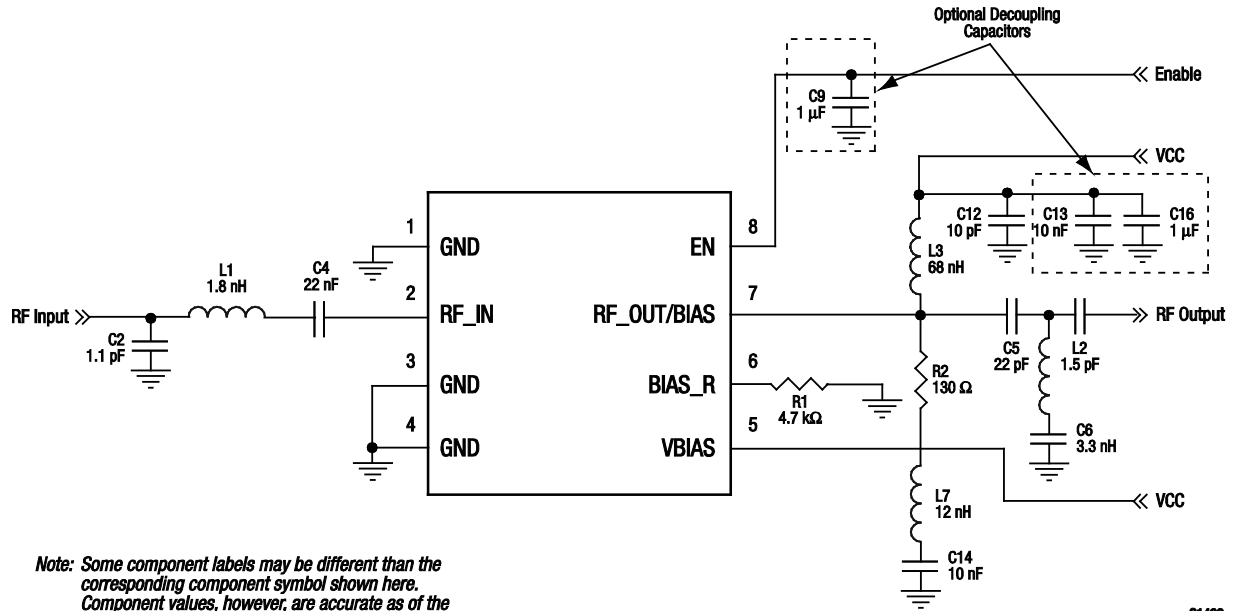 Optional Decoupling
Capacitors
Enable
C9
1 µF
VCC
C12
10 pF
C13
10 nF
C16
1 µF
L3
68 nH
1
GND
8
EN
L1
1.8 nH
C4
22 nF
2
RF_IN
7
RF_OUT/BIAS
RF Input
C2
1.1 pF
RF Output
C5
22 pF
L2
1.5 pF
3
GND
6
BIAS_R
R1
4.7 kΩ
R2
130 Ω
4
GND
5
VBIAS
C6
3.3 nH
VCC
L7
12 nH
C14
10 nF
Note: Some component labels may be different than the
corresponding component symbol shown here.
Component values, however, are accurate as of the